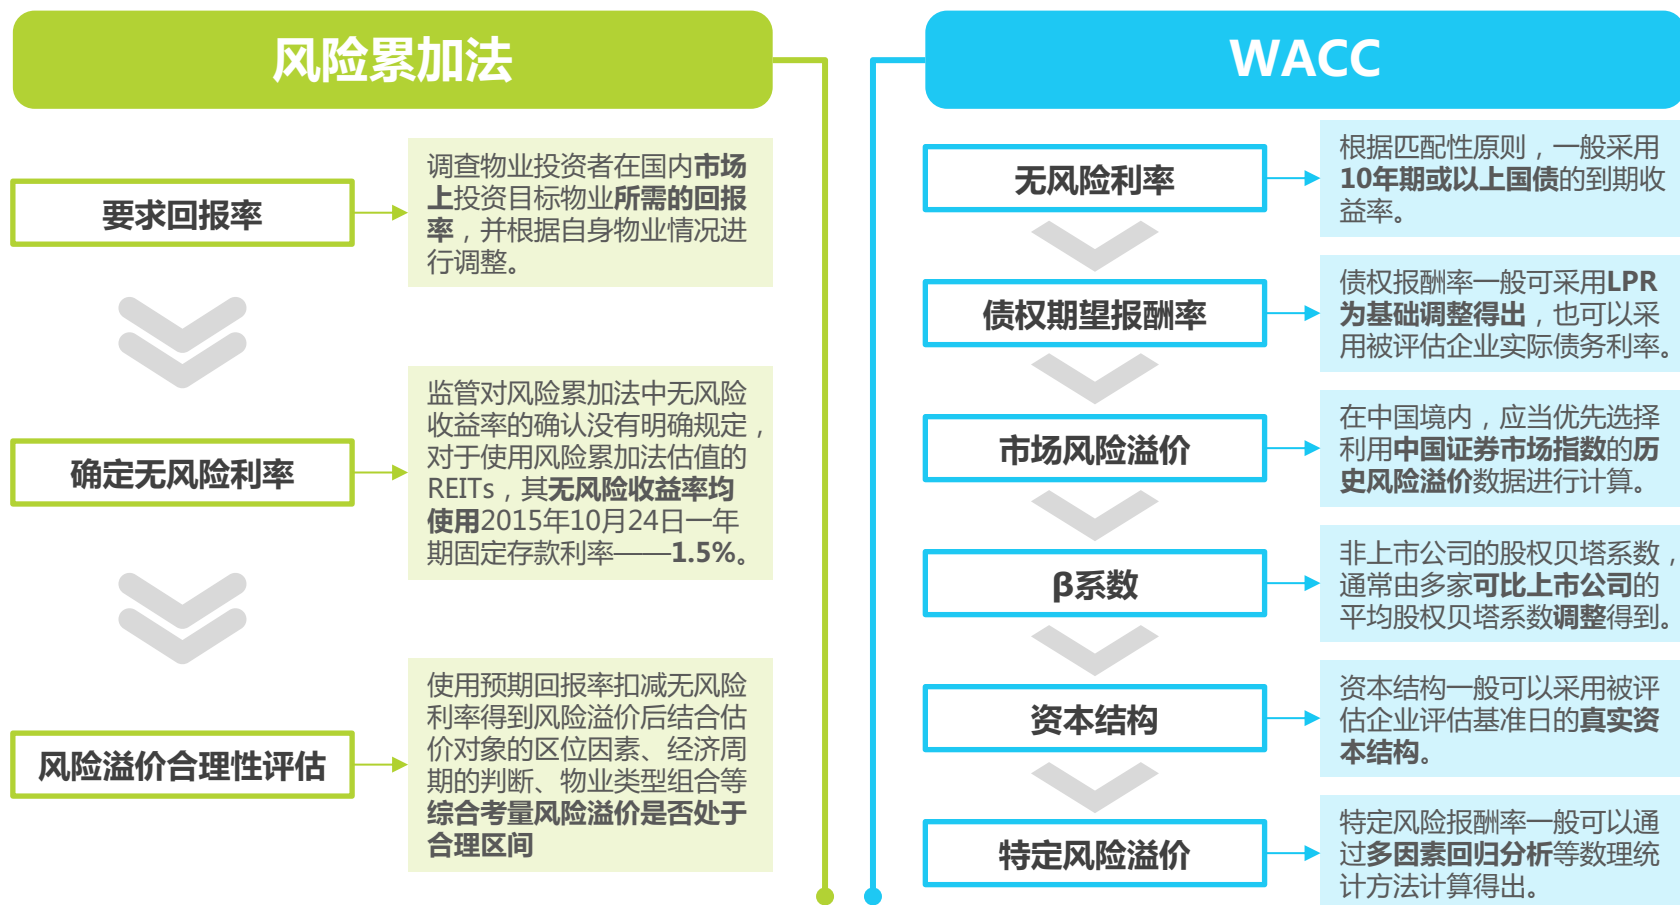 风险累加法
要求回报率
调查物业投资者在国内市场
上投资目标物业所需的回报
率，并根据自身物业情况进
行调整。
确定无风险利率
监管对风险累加法中无风险
收益率的确认没有明确规定，
对于使用风险累加法估值的
REITs，其无风险收益率均
使用2015年10月24日一年
期固定存款利率——1.5%。
风险溢价合理性评估
使用预期回报率扣减无风险
利率得到风险溢价后结合估
价对象的区位因素、经济周
期的判断、物业类型组合等
综合考量风险溢价是否处于
合理区间
WACC
无风险利率
根据匹配性原则，一般采用
10年期或以上国债的到期收
益率。
债权期望报酬率
债权报酬率一般可采用LPR
为基础调整得出，也可以采
用被评估企业实际债务利率。
市场风险溢价
在中国境内，应当优先选择
利用中国证券市场指数的历
史风险溢价数据进行计算。
β系数
非上市公司的股权贝塔系数，
通常由多家可比上市公司的
平均股权贝塔系数调整得到。
资本结构
资本结构一般可以采用被评
估企业评估基准日的真实资
本结构。
特定风险溢价
特定风险报酬率一般可以通
过多因素回归分析等数理统
计方法计算得出。